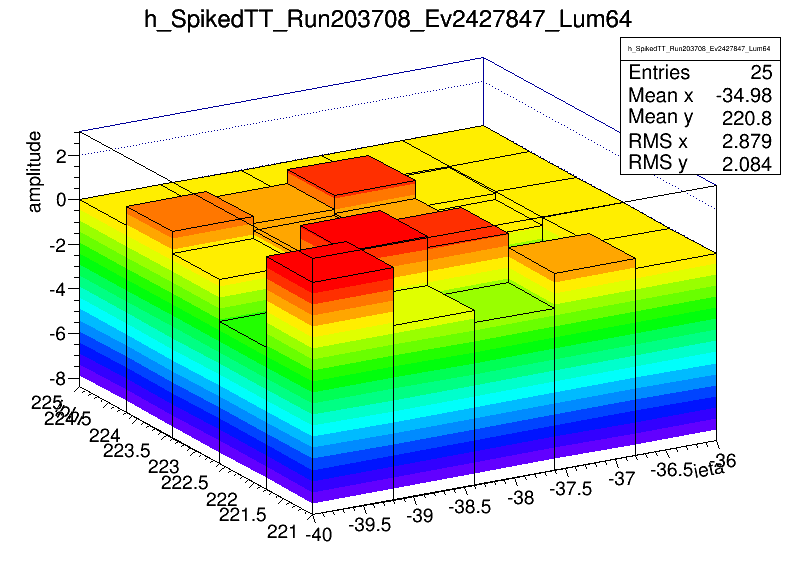 h_SpikedTT_Run203708_Ev2427847_Lum64
h_SpikedTT_Run203708_Ev2427847_Lum64
Entries 25
Mean x -34.98
Mean y 220.8
RMS x 2.879
RMS y 2.084
amplitude
2
0
-2
-4
-6
-8
225
224.5
224
223.5
223
222.5
222
221.5
221
-40
-39.5
-39
-38.5
-38
-37.5
-37
-36.5
-36
ieta